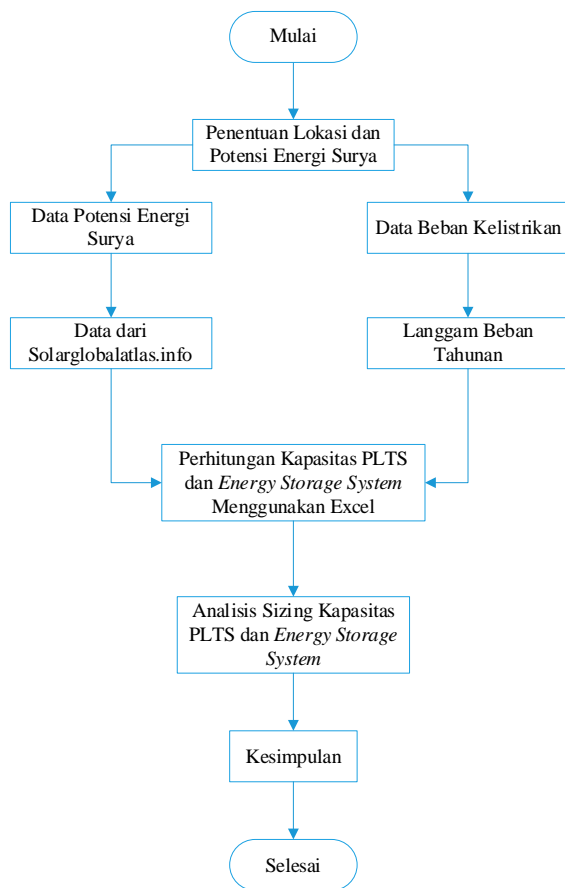 Mulai
Penentuan Lokasi dan
Potensi Energi Surya
Data Potensi Energi
Surya
Data Beban Kelistrikan
Data dari
Solarglobalatlas.info
Langgam Beban
Tahunan
Perhitungan Kapasitas PLTS
dan Energy Storage System
Menggunakan Excel
Analisis Sizing Kapasitas
PLTS dan Energy Storage
System
Kesimpulan
Selesai